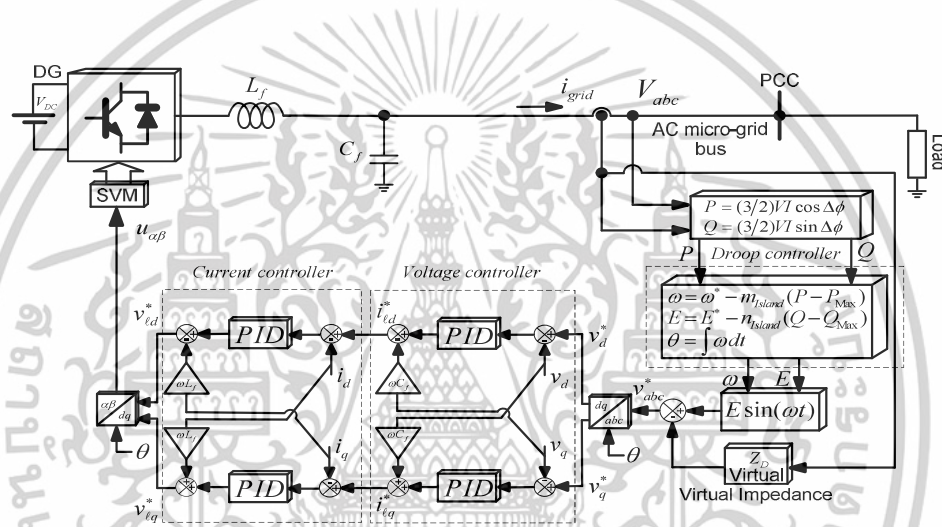 DG
V_DC
L_f
C_f
i_grid
V_abc
PCC
AC micro-grid
bus
Load
SVM
u_αβ
P = (3/2)VI cos Δϕ
Q = (3/2)VI sin Δϕ
P
Droop controller
Q
ω = ω* − m_Island (P − P_Max)
E = E* − n_Island (Q − Q_Max)
θ = ∫ ω dt
ω
E
E sin(ωt)
Z_D
Virtual
Virtual Impedance
v*_abc
dq
abc
θ
Voltage controller
v*_d
v_d
v_q
v*_q
PID
PID
ωC_f
ωC_f
i*_ℓd
i*_ℓq
Current controller
i_d
i_q
PID
PID
ωL_f
ωL_f
v*_ℓd
v*_ℓq
αβ
dq
θ